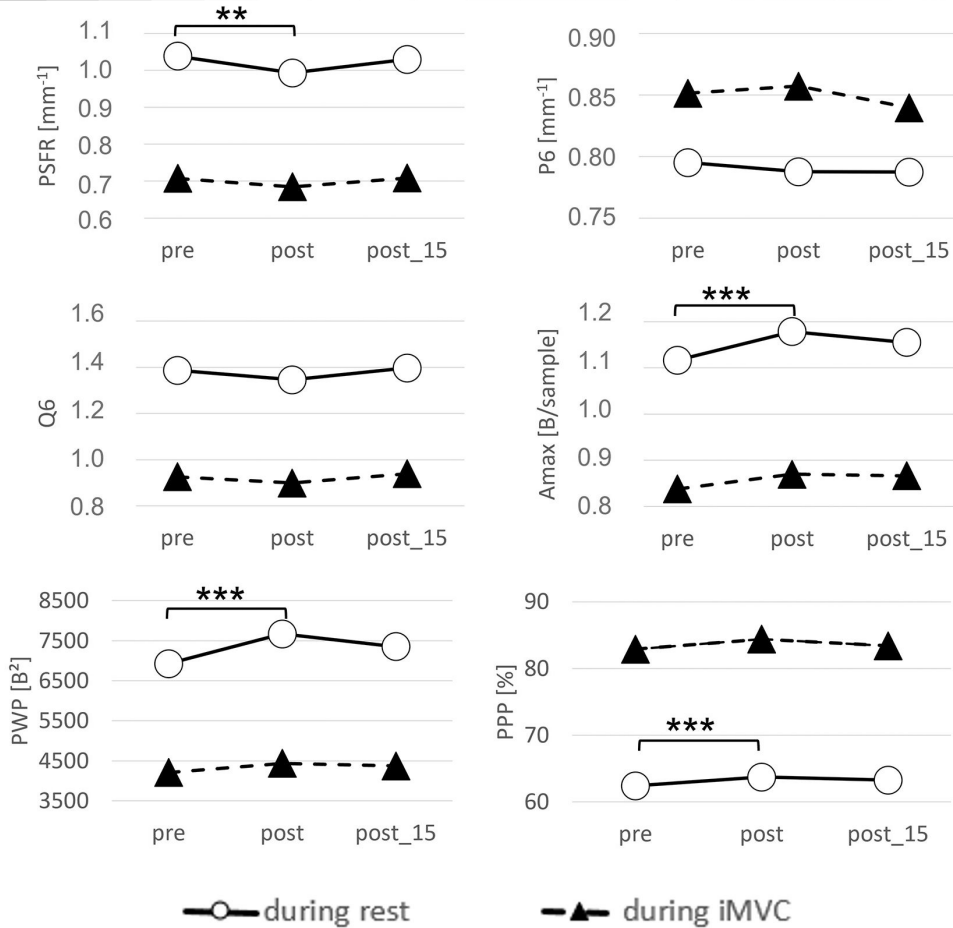 **
1.1
1.0
0.9
0.8
0.7
0.6
PSFR [mm⁻¹]
pre post post_15
0.90
0.85
0.80
0.75
P6 [mm⁻¹]
pre post post_15
1.6
1.4
1.2
1.0
0.8
Q6
pre post post_15
***
1.2
1.1
1.0
0.9
0.8
Amax [B/sample]
pre post post_15
***
8500
7500
6500
5500
4500
3500
PWP [B²]
pre post post_15
90
80
70
60
***
PPP [%]
pre post post_15
during rest during iMVC